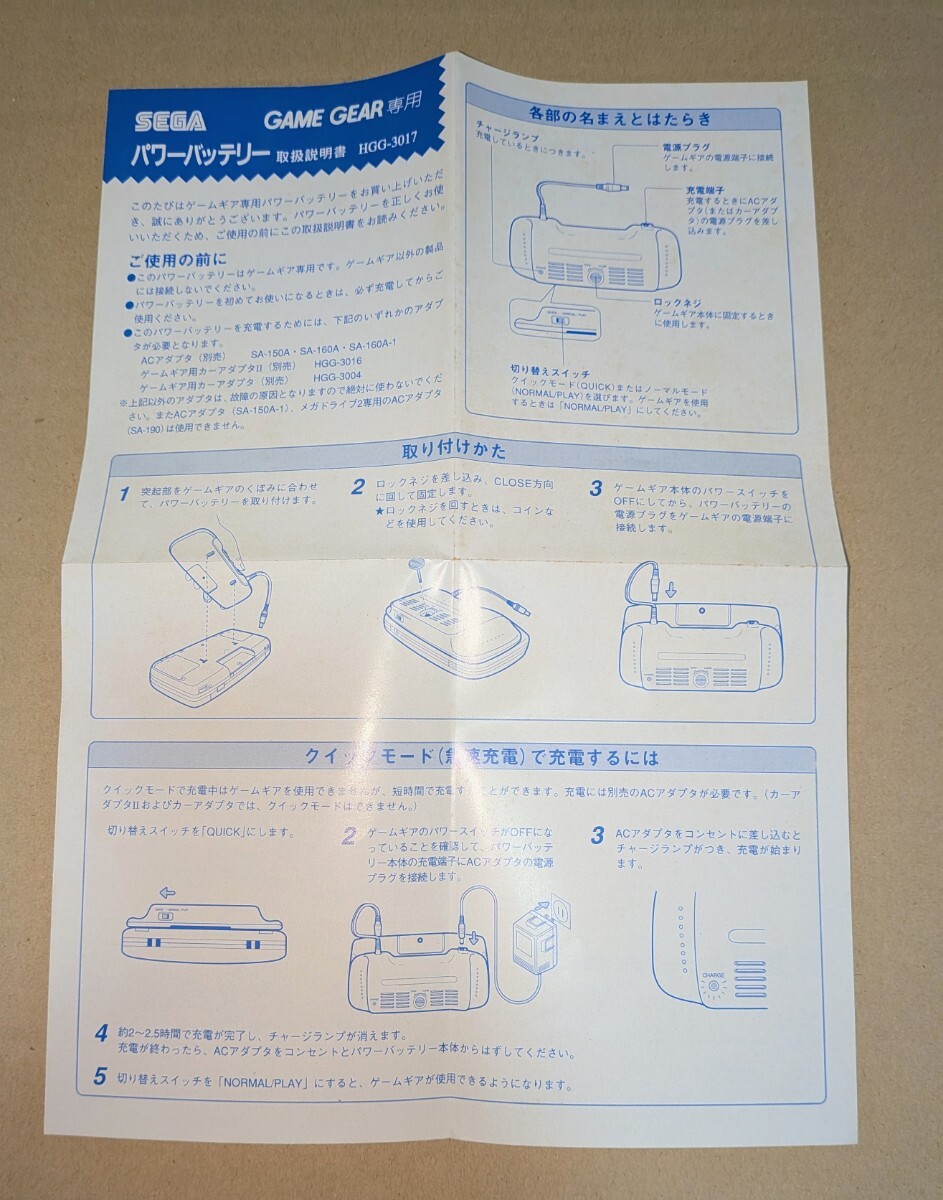 SEGA GAME GEAR専用
パワーバッテリー 取扱説明書 HGG-3017
このたびはゲームギア専用パワーバッテリーをお買い上げいただ
き、誠にありがとうございます。パワーバッテリーを正しくお使
いいただくため、ご使用の前にこの取扱説明書をお読みください。
ご使用の前に
●このパワーバッテリーはゲームギア専用です。ゲームギア以外の製品
には接続しないでください。
●パワーバッテリーを初めてお使いになるときは、必ず充電してからご
使用ください。
●このパワーバッテリーを充電するためには、下記のいずれかのアダプ
タが必要となります。
ACアダプタ（別売） SA-150A・SA-160A・SA-160A-1
ゲームギア用カーアダプタII（別売） HGG-3016
ゲームギア用カーアダプタ（別売） HGG-3004
※上記以外のアダプタは、故障の原因となりますので絶対に使わないでくだ
さい。またACアダプタ（SA-150A-1）、メガドライブ2専用のACアダプタ
(SA-190)は使用できません。
各部の名まえとはたらき
チャージランプ
充電しているときにつきます。
電源プラグ
ゲームギアの電源端子に接続
します。
充電端子
充電するときにACアダ
プタ(またはカーアダプ
タ)の電源プラグを差し
込みます。
ロックネジ
ゲームギア本体に固定するとき
に使用します。
切り替えスイッチ
クイックモード(QUICK)またはノーマルモード
(NORMAL/PLAY)を選びます。ゲームギアを使用
するときは「NORMAL/PLAY」にしてください。
取り付けかた
1 突起部をゲームギアのくぼみに合わせ
て、パワーバッテリーを取り付けます。
2 ロックネジを差し込み、CLOSE方向
に回して固定します。
★ロックネジを回すときは、コインな
どを使用してください。
3 ゲームギア本体のパワースイッチを
OFFにしてから、パワーバッテリーの
電源プラグをゲームギアの電源端子に
接続します。
クイックモード(急速充電)で充電するには
クイックモードで充電中はゲームギアを使用できませんが、短時間で充電することができます。充電には別売のACアダプタが必要です。(カーア
ダプタIIおよびカーアダプタでは、クイックモードはできません。)
切り替えスイッチを「QUICK」にします。
2 ゲームギアのパワースイッチがOFFにな
っていることを確認して、パワーバッテ
リー本体の充電端子にACアダプタの電源
プラグを接続します。
3 ACアダプタをコンセントに差し込むと
チャージランプがつき、充電が始まり
ます。
CHARGE
4 約2〜2.5時間で充電が完了し、チャージランプが消えます。
充電が終わったら、ACアダプタをコンセントとパワーバッテリー本体からはずしてください。
5 切り替えスイッチを「NORMAL/PLAY」にすると、ゲームギアが使用できるようになります。